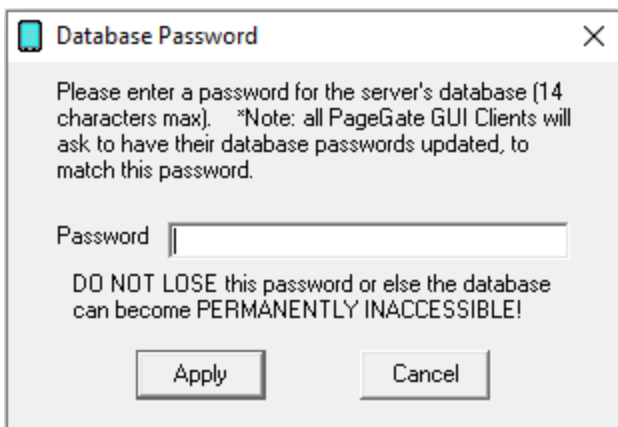 Database Password
Please enter a password for the server's database (14
characters max). *Note: all PageGate GUI Clients will
ask to have their database passwords updated, to
match this password.
Password
DO NOT LOSE this password or else the database
can become PERMANENTLY INACCESSIBLE!
Apply Cancel